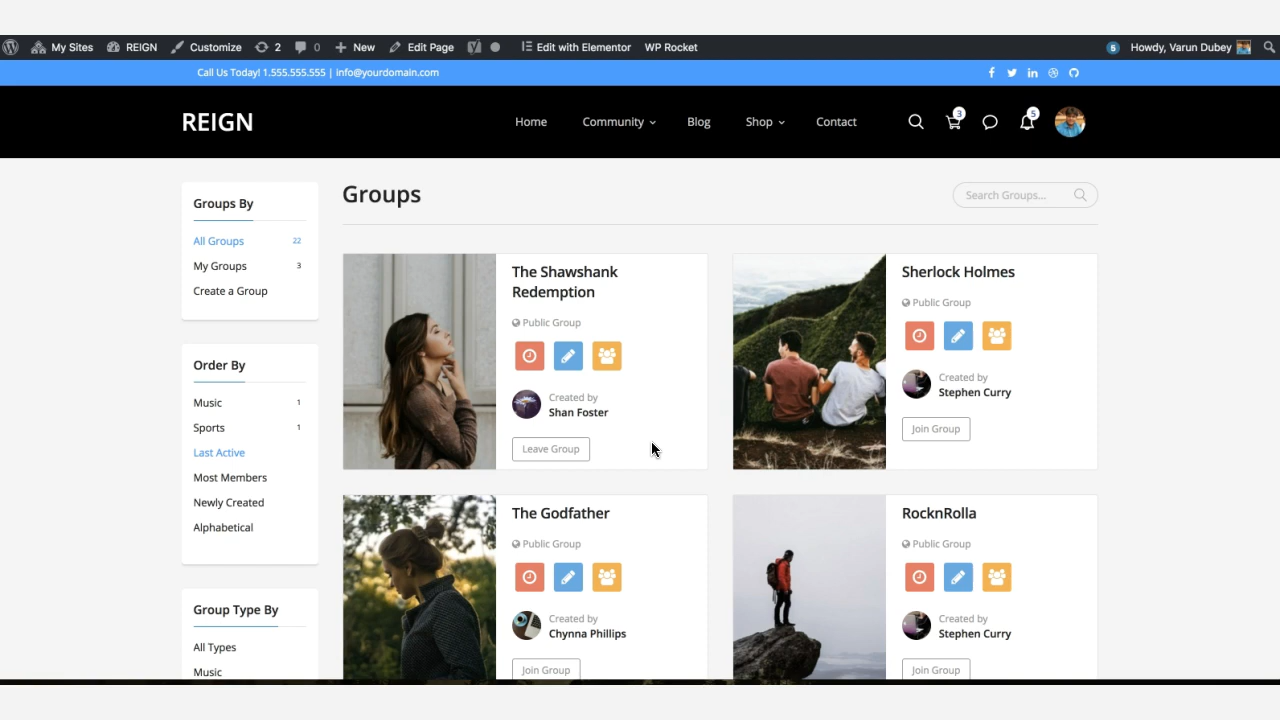 My Sites REIGN Customize 2 0 New Edit Page Edit with Elementor WP Rocket 5 Howdy, Varun Dubey
Call Us Today! 1.555.555.555 | info@yourdomain.com
REIGN Home Community Blog Shop Contact 3 5
Groups By
All Groups 22
My Groups 3
Create a Group
Order By
Music 1
Sports 1
Last Active
Most Members
Newly Created
Alphabetical
Group Type By
All Types
Music
Groups Search Groups...
The Shawshank
Redemption
Public Group
Created by
Shan Foster
Leave Group
Sherlock Holmes
Public Group
Created by
Stephen Curry
Join Group
The Godfather
Public Group
Created by
Chynna Phillips
Join Group
RocknRolla
Public Group
Created by
Stephen Curry
Join Group